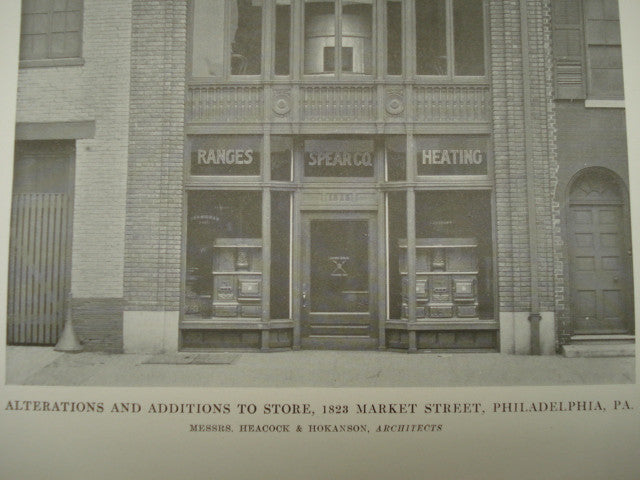 RANGES SPEAR CO. HEATING
ALTERATIONS AND ADDITIONS TO STORE, 1823 MARKET STREET, PHILADELPHIA, PA.
MESSRS. HEACOCK & HOKANSON, ARCHITECTS